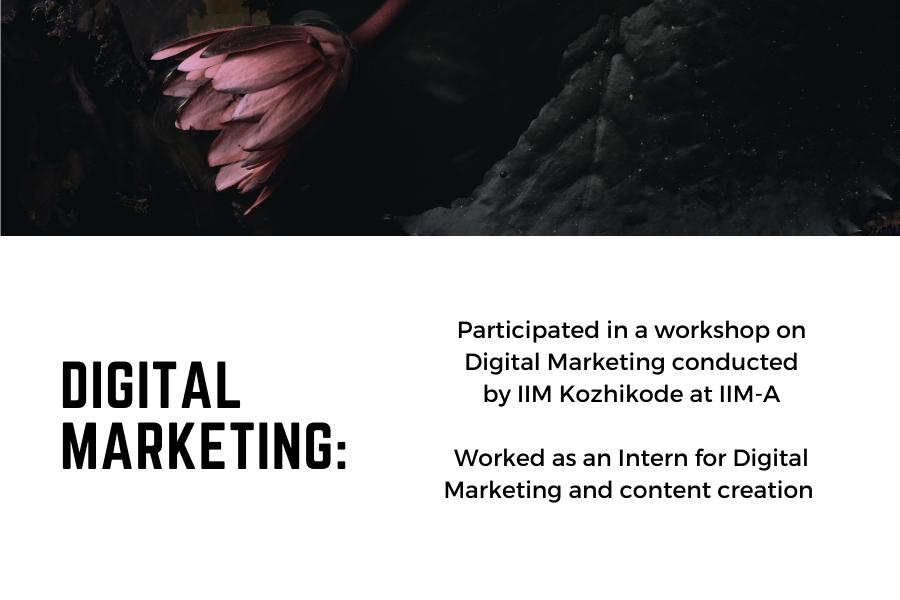 DIGITAL
MARKETING:
Participated in a workshop on
Digital Marketing conducted
by IIM Kozhikode at IIM-A
Worked as an Intern for Digital
Marketing and content creation